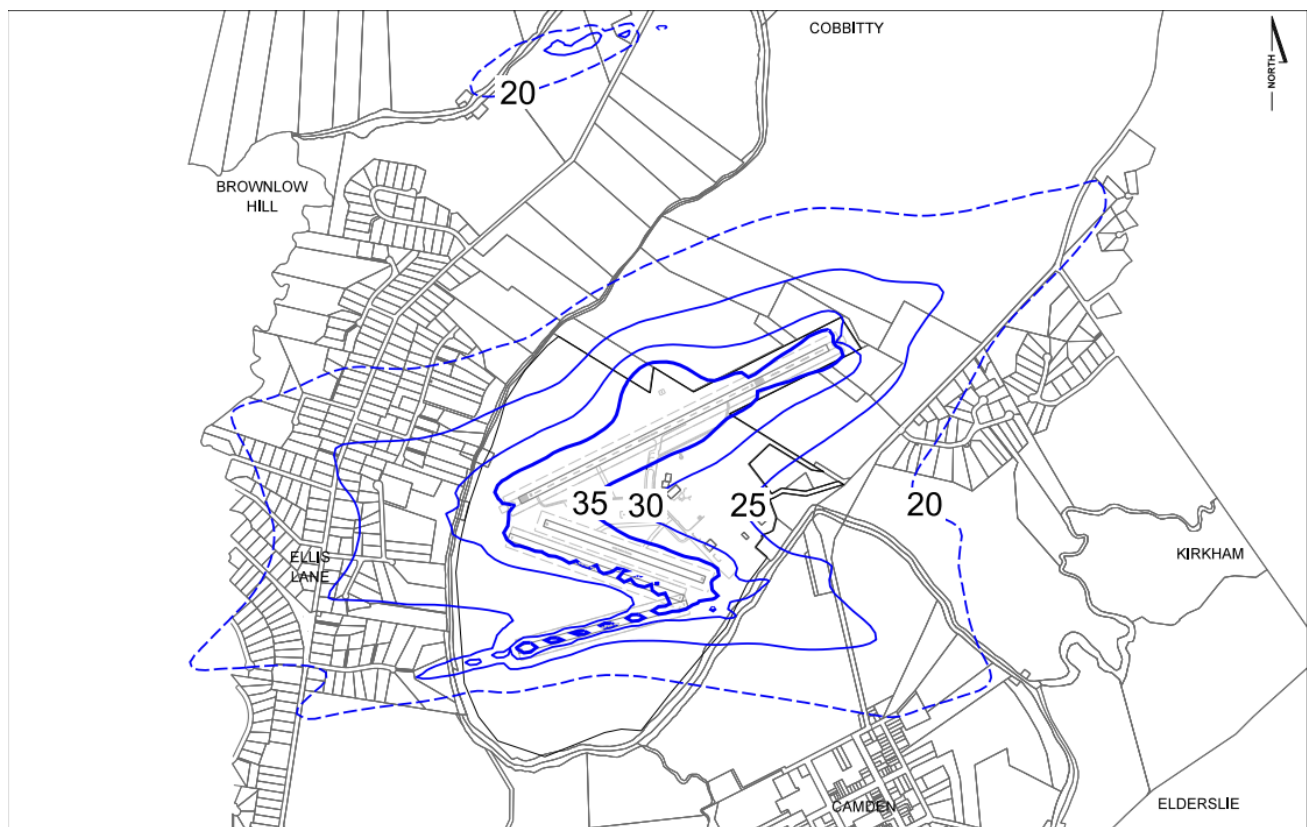 COBBITTY
NORTH
20
BROWNLOW
HILL
35
30
25
20
ELLIS
LANE
KIRKHAM
CAMDEN
ELDERSLIE